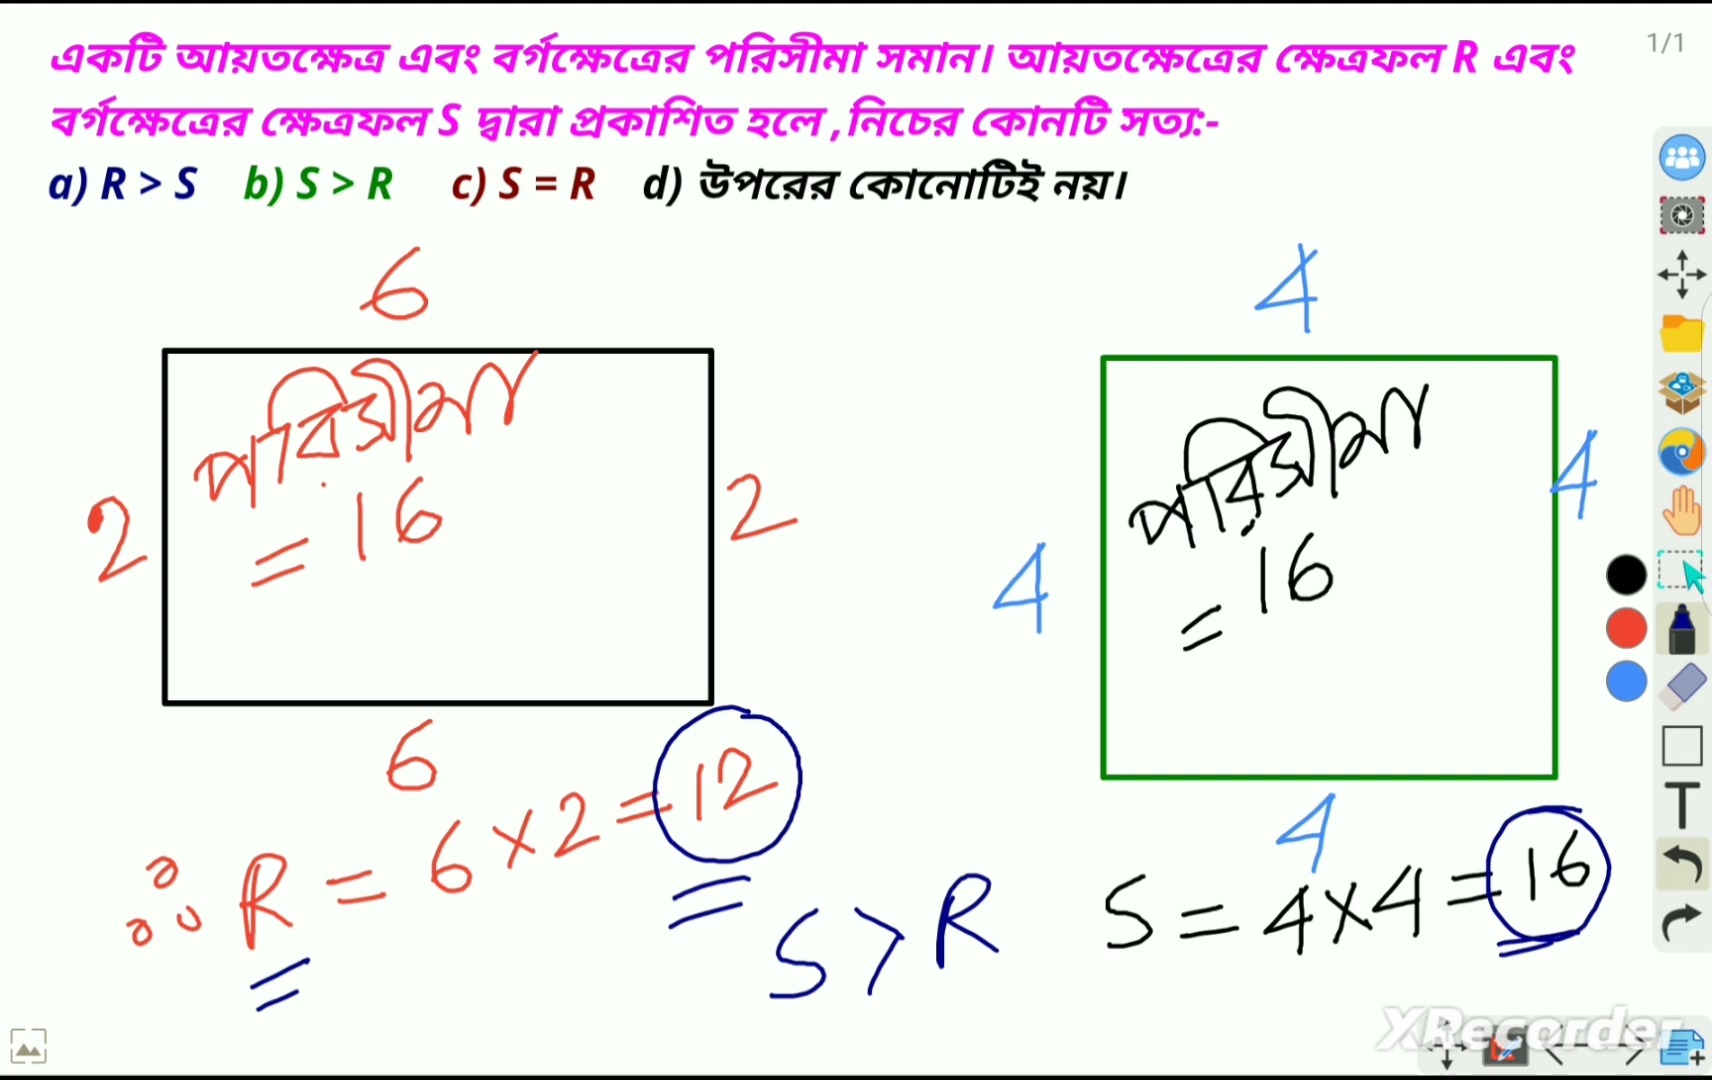 একটি আয়তক্ষেত্র এবং বর্গক্ষেত্রের পরিসীমা সমান। আয়তক্ষেত্রের ক্ষেত্রফল R এবং
বর্গক্ষেত্রের ক্ষেত্রফল S দ্বারা প্রকাশিত হলে ,নিচের কোনটি সত্য:-
a) R > S b) S > R c) S = R d) উপরের কোনোটিই নয়।
1/1
6
পরিসীমা
= 16
2
2
6
∴ R = 6 × 2 = 12
4
পরিসীমা
= 16
4
4
4
S = 4 × 4 = 16
S > R
T
XRecorder